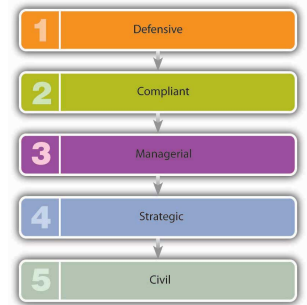 1 Defensive
2 Compliant
3 Managerial
4 Strategic
5 Civil